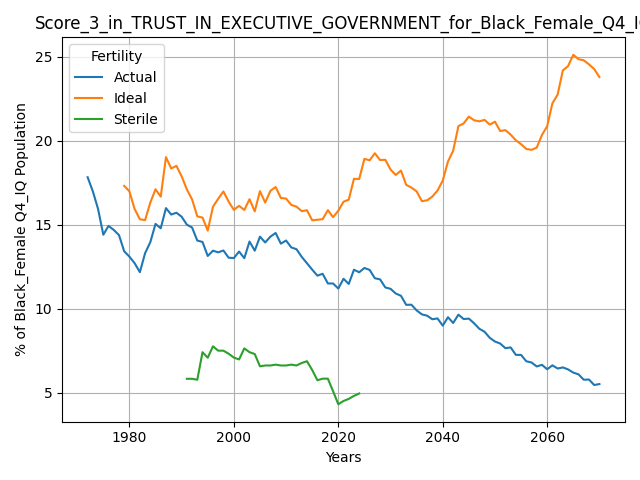 Score_3_in_TRUST_IN_EXECUTIVE_GOVERNMENT_for_Black_Female_Q4_I
Fertility
Actual
Ideal
Sterile
% of Black_Female Q4_IQ Population
25
20
15
10
5
1980 2000 2020 2040 2060
Years